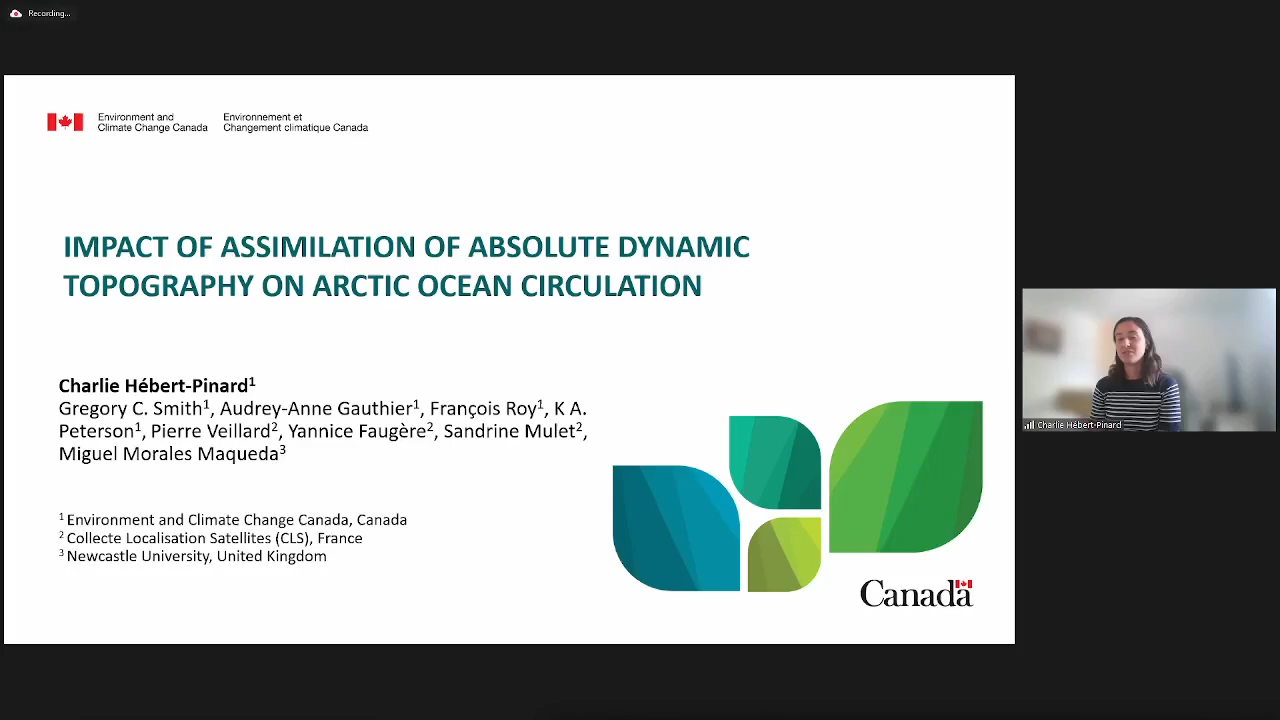 Recording...
Environment and
Climate Change Canada
Environnement et
Changement climatique Canada
IMPACT OF ASSIMILATION OF ABSOLUTE DYNAMIC
TOPOGRAPHY ON ARCTIC OCEAN CIRCULATION
Charlie Hébert-Pinard¹
Gregory C. Smith¹, Audrey-Anne Gauthier¹, François Roy¹, K A.
Peterson¹, Pierre Veillard², Yannice Faugère², Sandrine Mulet²,
Miguel Morales Maqueda³
¹ Environment and Climate Change Canada, Canada
² Collecte Localisation Satellites (CLS), France
³ Newcastle University, United Kingdom
Canada
Charlie Hébert-Pinard